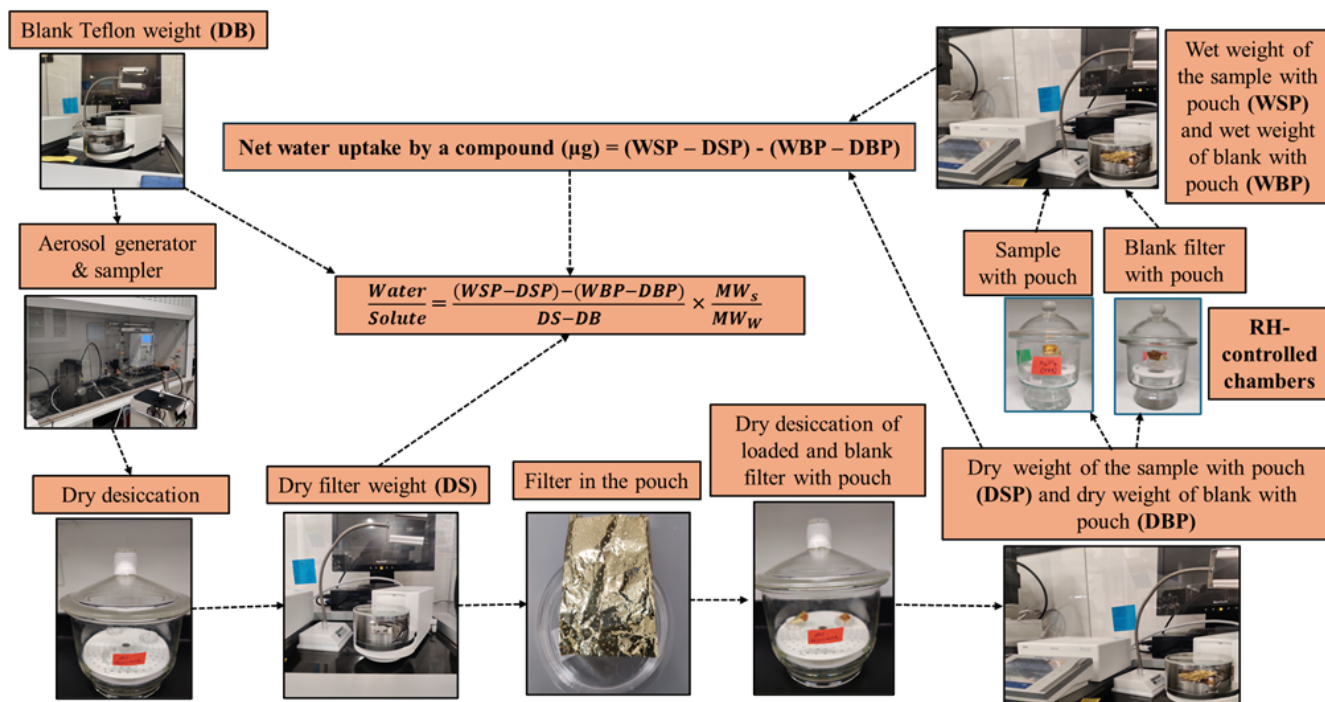 Blank Teflon weight (DB)
Aerosol generator
& sampler
Dry desiccation
Dry filter weight (DS)
Filter in the pouch
Dry desiccation of
loaded and blank
filter with pouch
Dry weight of the sample with pouch
(DSP) and dry weight of blank with
pouch (DBP)
Sample
with pouch
Blank filter
with pouch
RH-
controlled
chambers
Wet weight of
the sample with
pouch (WSP)
and wet weight
of blank with
pouch (WBP)
Net water uptake by a compound (μg) = (WSP – DSP) - (WBP – DBP)
Water/Solute = (WSP−DSP)−(WBP−DBP)/DS−DB × MW_S/MW_W